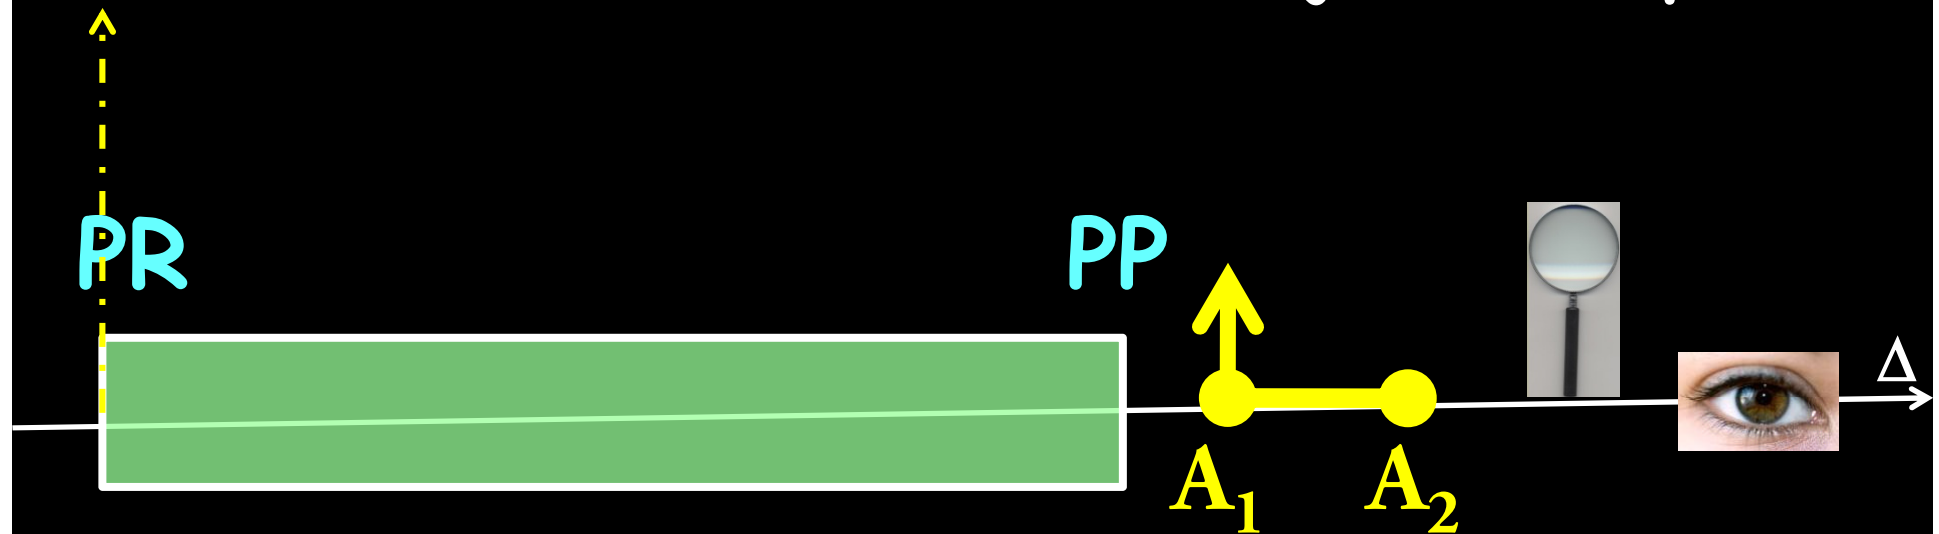 PR PP
Δ
A₁ A₂